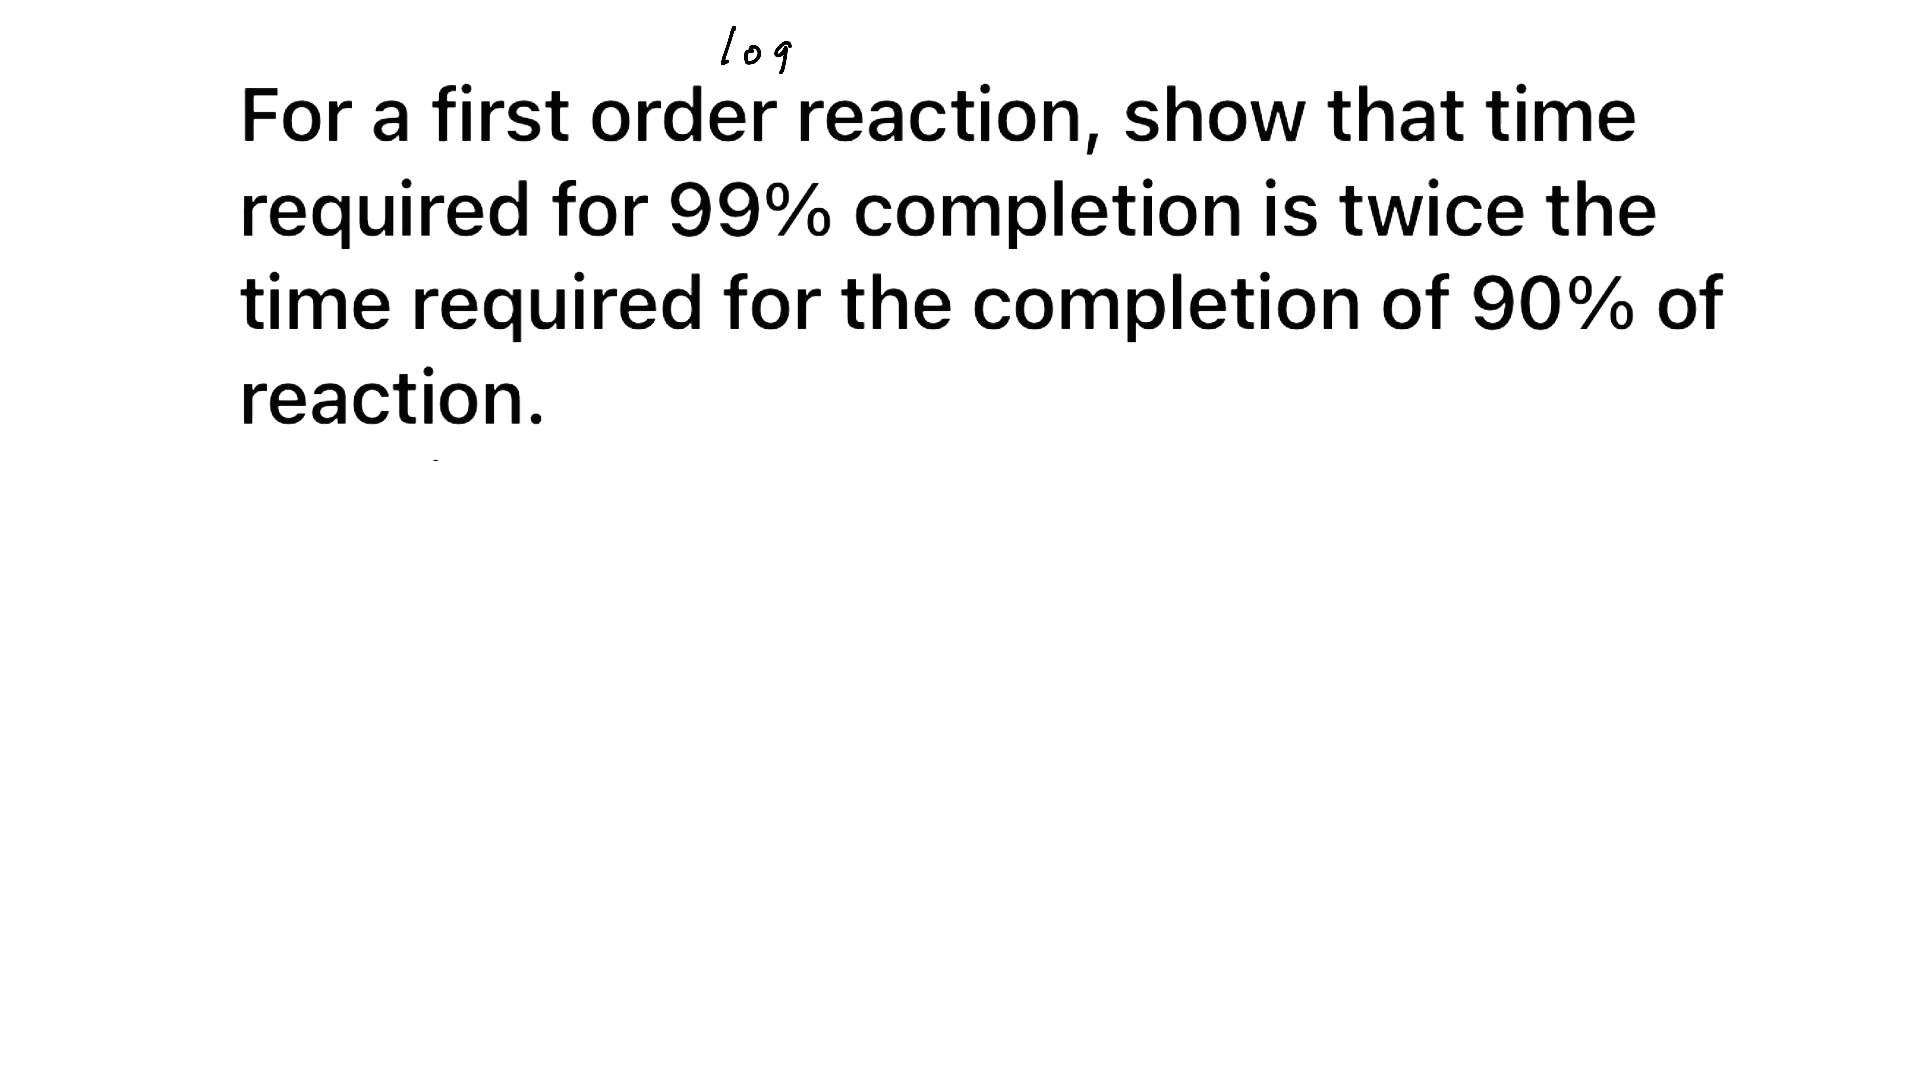 log
For a first order reaction, show that time
required for 99% completion is twice the
time required for the completion of 90% of
reaction.